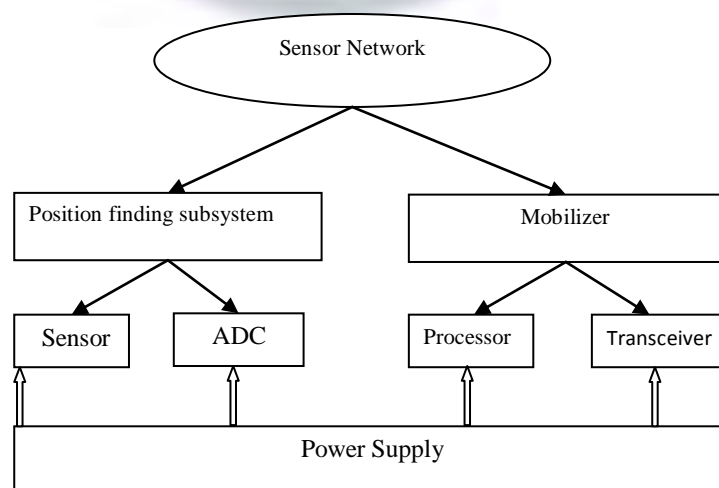 Sensor Network
Position finding subsystem
Mobilizer
Sensor
ADC
Processor
Transceiver
Power Supply